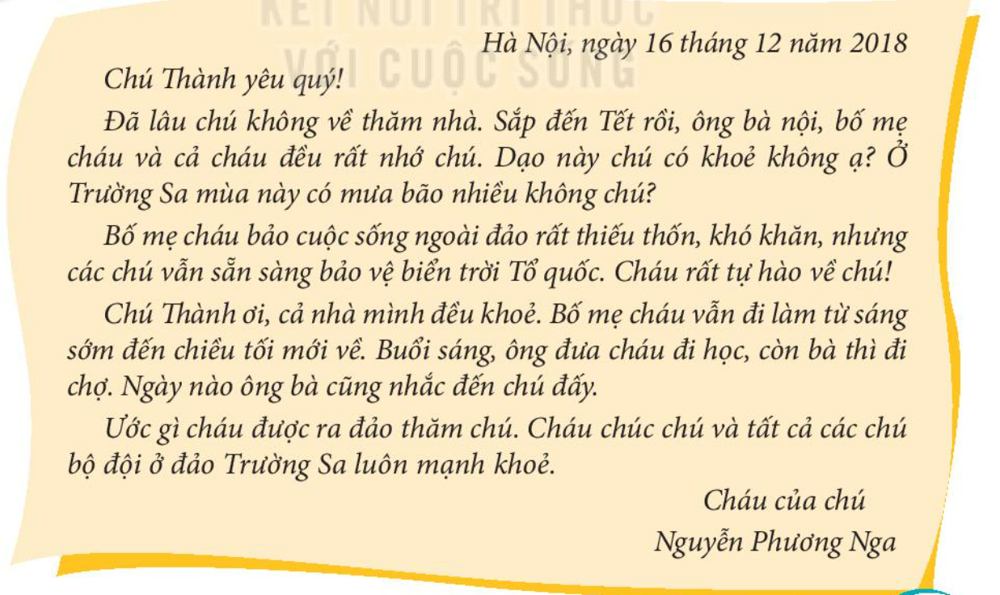 KẾT NỐI TRI THỨC
Hà Nội, ngày 16 tháng 12 năm 2018
VỚI CUỘC SỐNG
Chú Thành yêu quý!
Đã lâu chú không về thăm nhà. Sắp đến Tết rồi, ông bà nội, bố mẹ
cháu và cả cháu đều rất nhớ chú. Dạo này chú có khoẻ không ạ? Ở
Trường Sa mùa này có mưa bão nhiều không chú?
Bố mẹ cháu bảo cuộc sống ngoài đảo rất thiếu thốn, khó khăn, nhưng
các chú vẫn sẵn sàng bảo vệ biển trời Tổ quốc. Cháu rất tự hào về chú!
Chú Thành ơi, cả nhà mình đều khoẻ. Bố mẹ cháu vẫn đi làm từ sáng
sớm đến chiều tối mới về. Buổi sáng, ông đưa cháu đi học, còn bà thì đi
chợ. Ngày nào ông bà cũng nhắc đến chú đấy.
Ước gì cháu được ra đảo thăm chú. Cháu chúc chú và tất cả các chú
bộ đội ở đảo Trường Sa luôn mạnh khoẻ.
Cháu của chú
Nguyễn Phương Nga